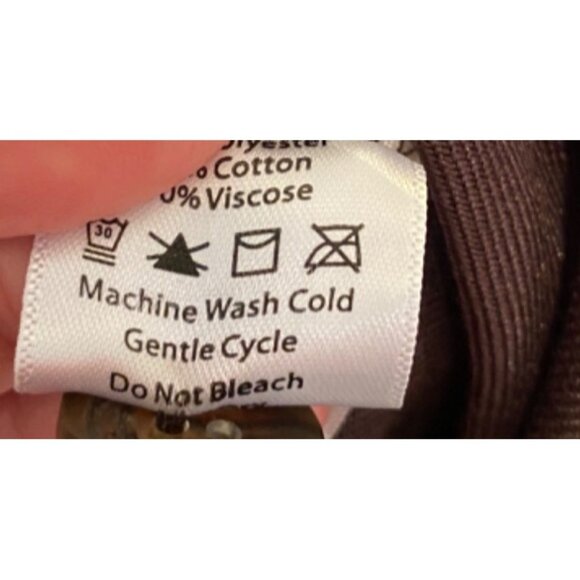 Cotton
0% Viscose
30
Machine Wash Cold
Gentle Cycle
Do Not Bleach